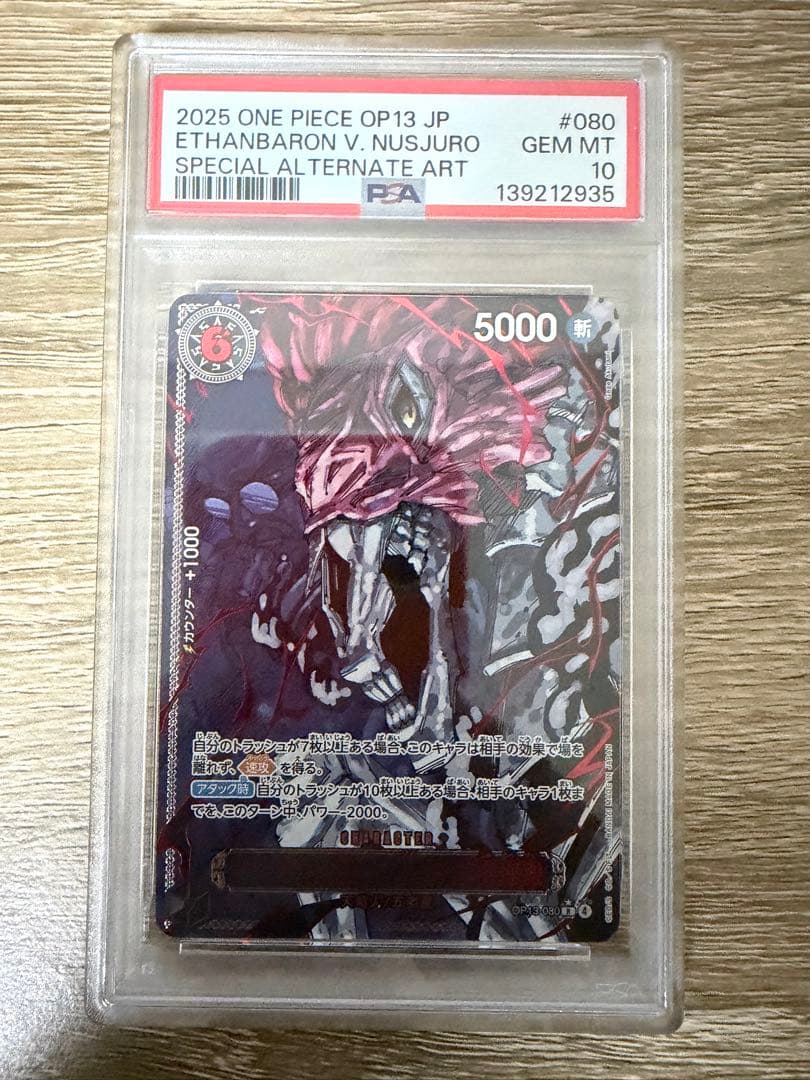 2025 ONE PIECE OP13 JP #080
ETHANBARON V. NUSJURO GEM MT
SPECIAL ALTERNATE ART 10
PSA 139212935
6
5000 斬
カウンター +1000
自分のトラッシュが7枚以上ある場合、このキャラは相手の効果で場を
離れず、速攻を得る。
アタック時 自分のトラッシュが10枚以上ある場合、相手のキャラ1枚ま
でを、このターン中、パワー-2000。
CHARACTER
OP13-080 R 4